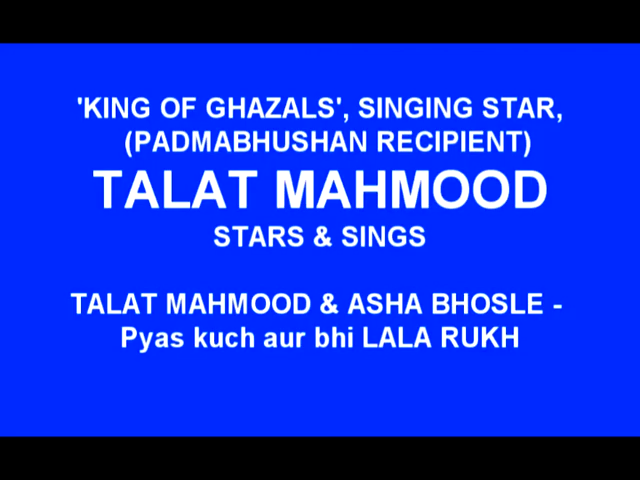 'KING OF GHAZALS', SINGING STAR,
(PADMABHUSHAN RECIPIENT)
TALAT MAHMOOD
STARS & SINGS
TALAT MAHMOOD & ASHA BHOSLE -
Pyas kuch aur bhi LALA RUKH